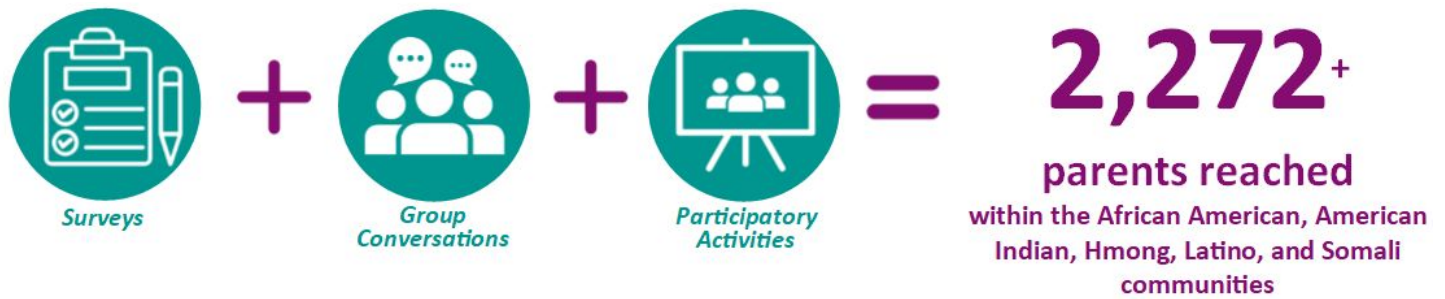 Surveys
+
Group
Conversations
+
Participatory
Activities
=
2,272+
parents reached
within the African American, American
Indian, Hmong, Latino, and Somali
communities